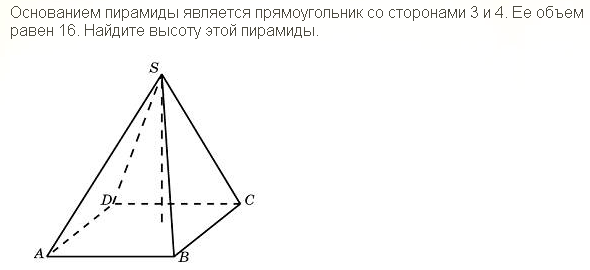 Основанием пирамиды является прямоугольник со сторонами 3 и 4. Ее объем
равен 16. Найдите высоту этой пирамиды.
S
D
C
A
B